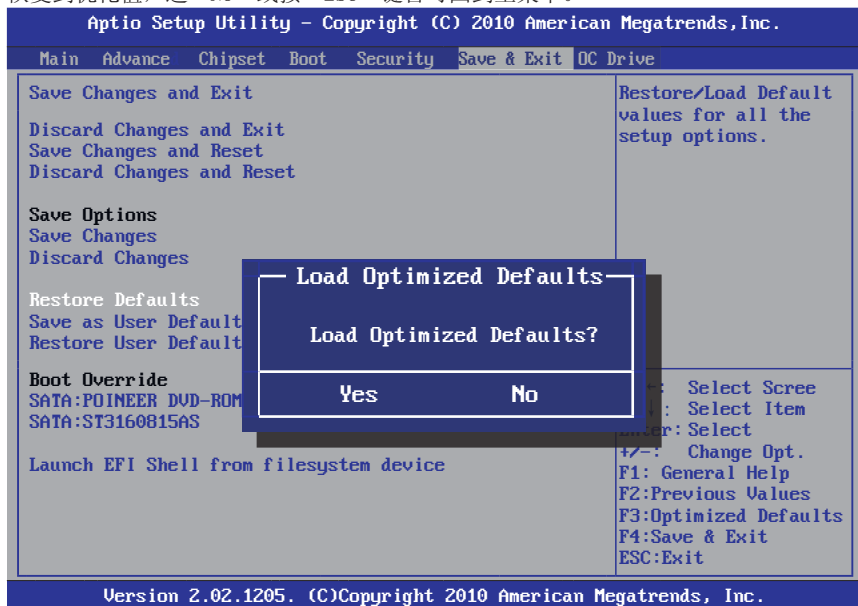 Aptio Setup Utility – Copyright (C) 2010 American Megatrends,Inc.
Main Advance Chipset Boot Security Save & Exit OC Drive
Save Changes and Exit
Discard Changes and Exit
Save Changes and Reset
Discard Changes and Reset
Save Options
Save Changes
Discard Changes
Restore Defaults
Save as User Default
Restore User Default
Boot Override
SATA:POINEER DVD-ROM
SATA:ST3160815AS
Launch EFI Shell from filesystem device
Load Optimized Defaults
Load Optimized Defaults?
Yes No
Restore/Load Default
values for all the
setup options.
: Select Scree
: Select Item
Enter:Select
+/-: Change Opt.
F1: General Help
F2:Previous Values
F3:Optimized Defaults
F4:Save & Exit
ESC:Exit
Version 2.02.1205. (C)Copyright 2010 American Megatrends, Inc.